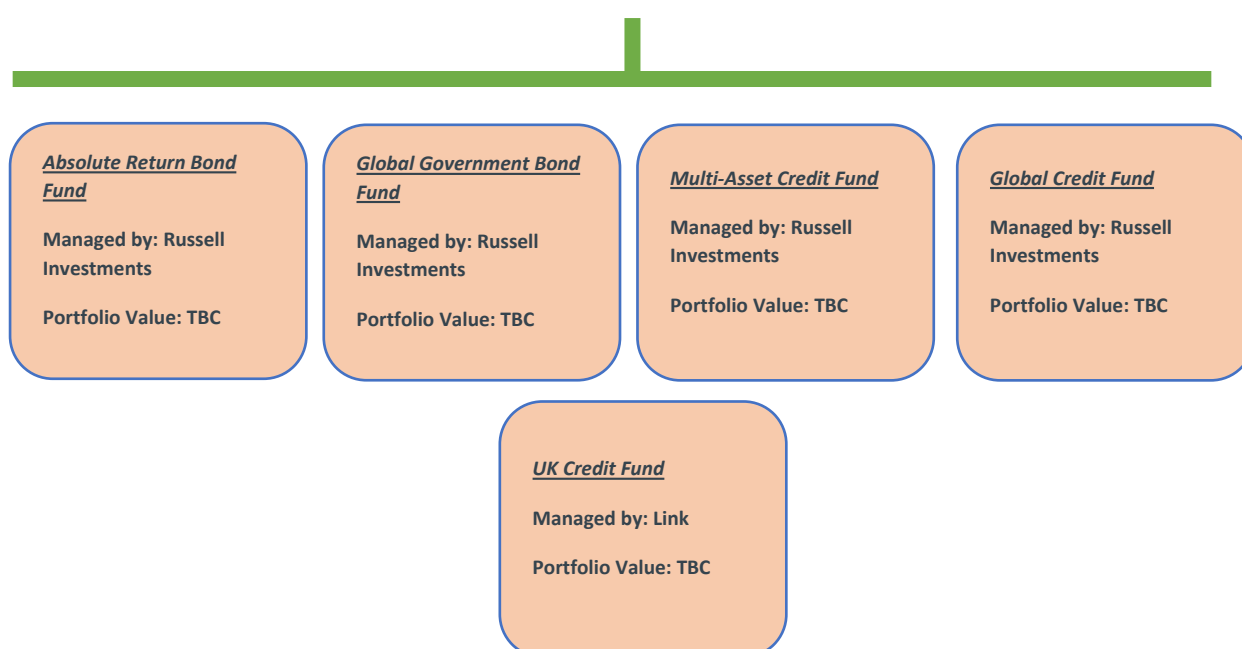 Absolute Return Bond
Fund
Managed by: Russell
Investments
Portfolio Value: TBC
Global Government Bond
Fund
Managed by: Russell
Investments
Portfolio Value: TBC
Multi-Asset Credit Fund
Managed by: Russell
Investments
Portfolio Value: TBC
Global Credit Fund
Managed by: Russell
Investments
Portfolio Value: TBC
UK Credit Fund
Managed by: Link
Portfolio Value: TBC